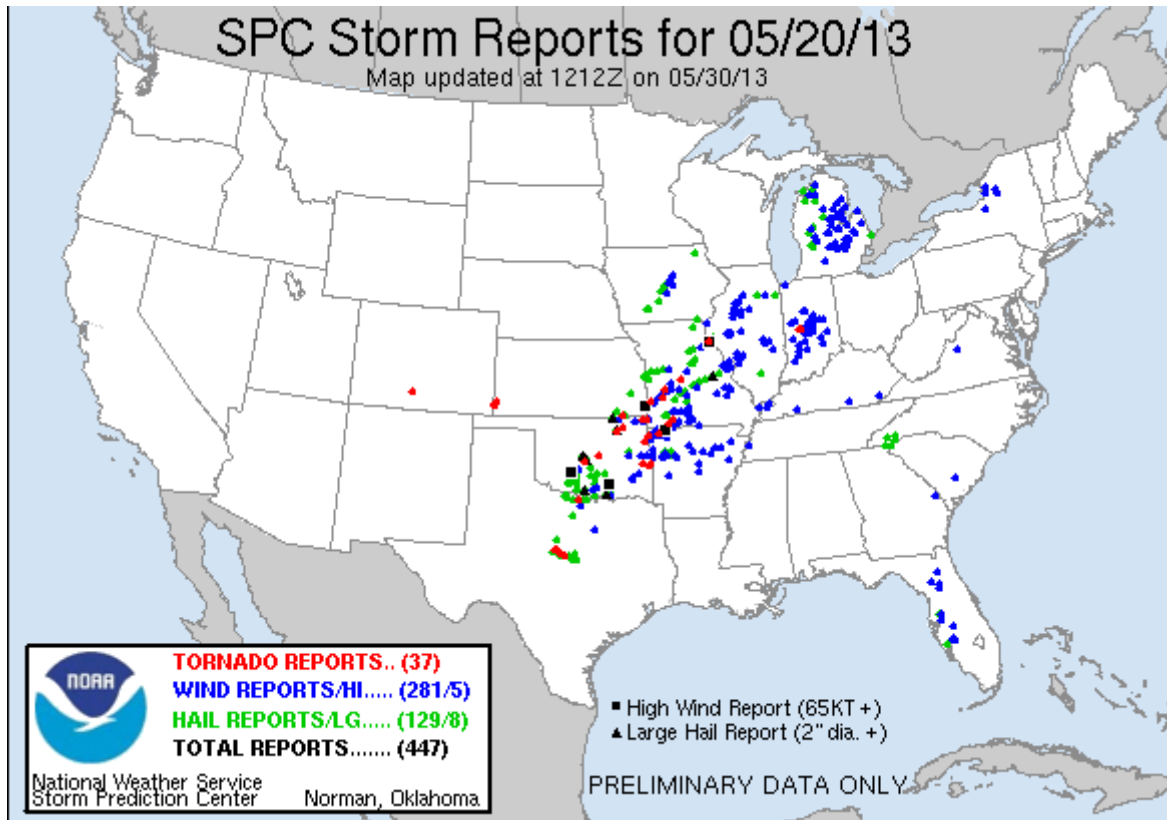 SPC Storm Reports for 05/20/13
Map updated at 1212Z on 05/30/13
NOAA
TORNADO REPORTS.. (37)
WIND REPORTS/HI..... (281/5)
HAIL REPORTS/LG..... (129/8)
TOTAL REPORTS....... (447)
National Weather Service
Storm Prediction Center Norman, Oklahoma
High Wind Report (65KT +)
Large Hail Report (2" dia. +)
PRELIMINARY DATA ONLY